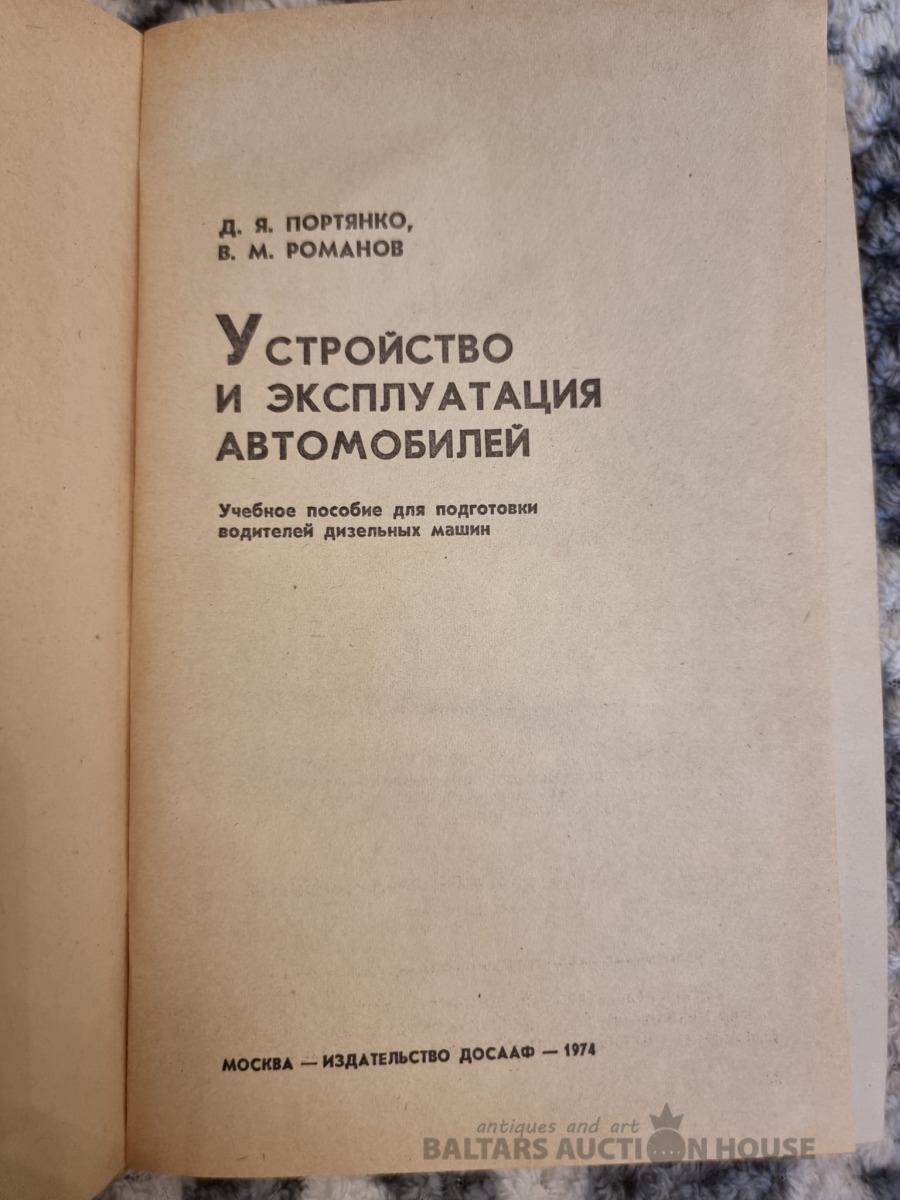 Д. Я. ПОРТЯНКО,
В. М. РОМАНОВ
УСТРОЙСТВО
И ЭКСПЛУАТАЦИЯ
АВТОМОБИЛЕЙ
Учебное пособие для подготовки
водителей дизельных машин
МОСКВА — ИЗДАТЕЛЬСТВО ДОСААФ — 1974
antiques and art
BALTARS AUCTION HOUSE